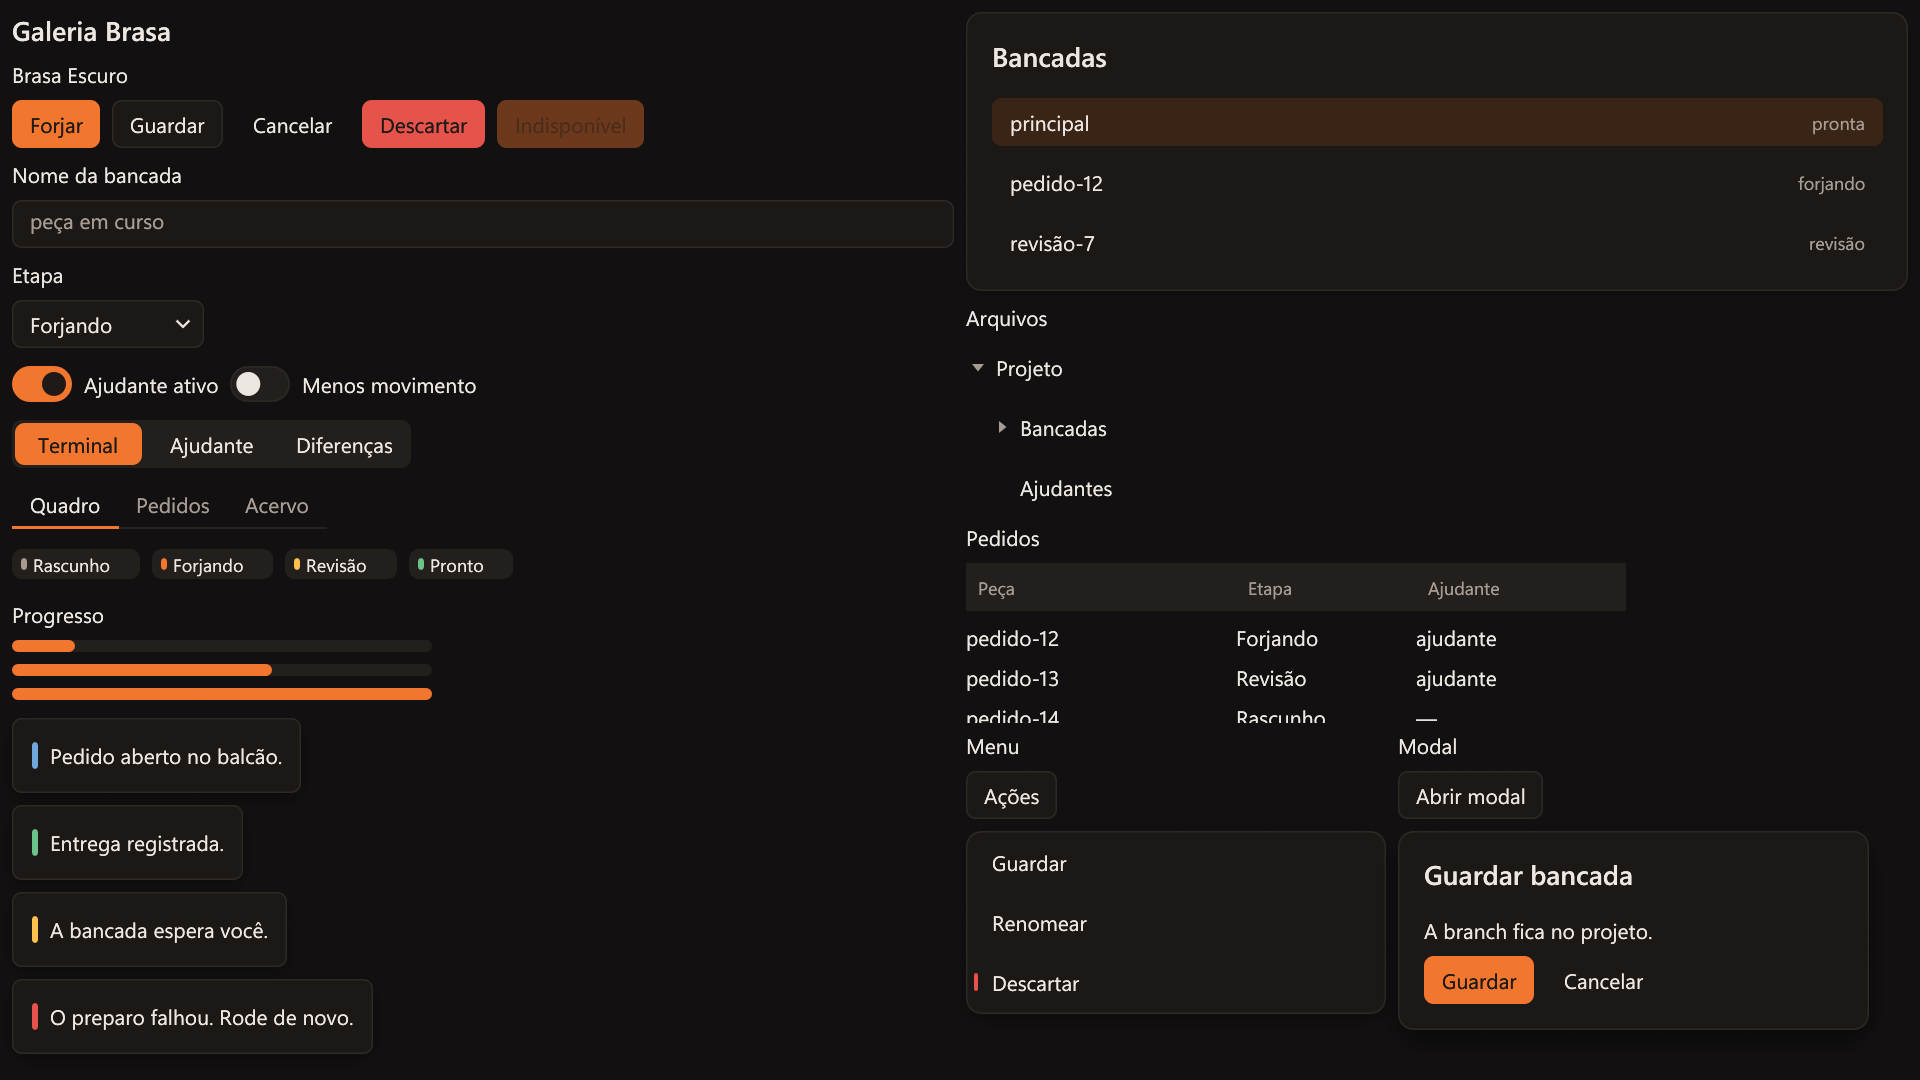 Galeria Brasa
Brasa Escuro
Forjar Guardar Cancelar Descartar Indisponível
Nome da bancada
peça em curso
Etapa
Forjando
Ajudante ativo Menos movimento
Terminal Ajudante Diferenças
Quadro Pedidos Acervo
Rascunho Forjando Revisão Pronto
Progresso
Pedido aberto no balcão.
Entrega registrada.
A bancada espera você.
O preparo falhou. Rode de novo.
Bancadas
principal pronta
pedido-12 forjando
revisão-7 revisão
Arquivos
Projeto
Bancadas
Ajudantes
Pedidos
Peça Etapa Ajudante
pedido-12 Forjando ajudante
pedido-13 Revisão ajudante
pedido-14 Rascunho —
Menu
Ações
Guardar
Renomear
Descartar
Modal
Abrir modal
Guardar bancada
A branch fica no projeto.
Guardar Cancelar